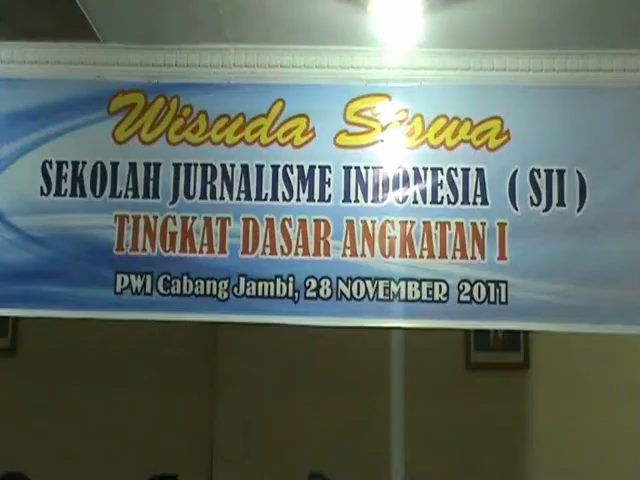 Wisuda Siswa
SEKOLAH JURNALISME INDONESIA ( SJI )
TINGKAT DASAR ANGKATAN I
PWI Cabang Jambi, 28 NOVEMBER 2011